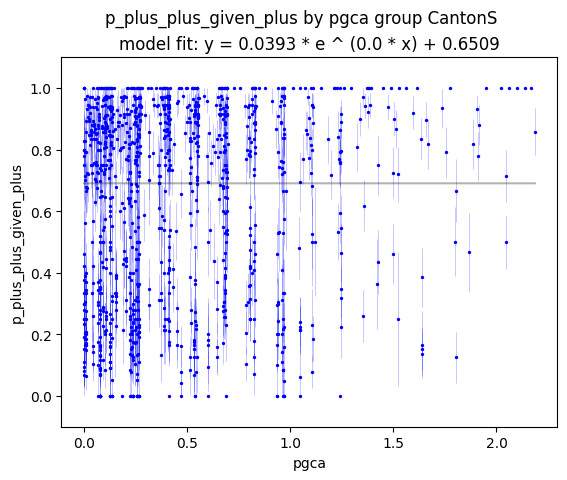 p_plus_plus_given_plus by pgca group CantonS
model fit: y = 0.0393 * e ^ (0.0 * x) + 0.6509
1.0
0.8
0.6
0.4
0.2
0.0
p_plus_plus_given_plus
0.0 0.5 1.0 1.5 2.0
pgca